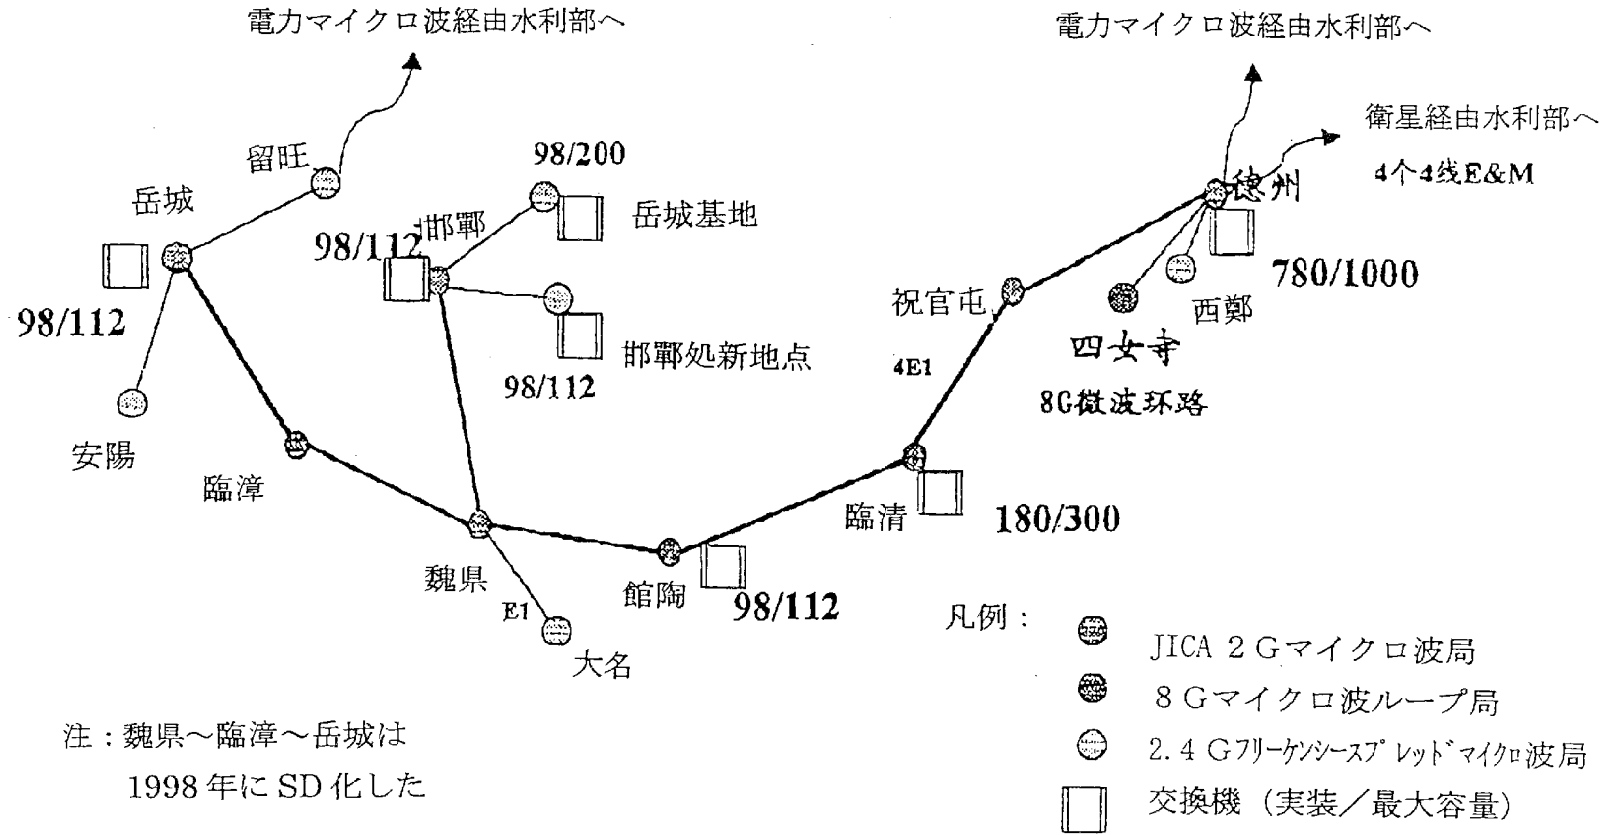 電力マイクロ波経由水利部へ
電力マイクロ波経由水利部へ
衛星経由水利部へ
4个4线E&M
留旺
98/200
岳城
徳州
岳城基地
邯鄲
98/112
780/1000
祝官屯
西鄭
98/112
四女寺
邯鄲処新地点
4E1
98/112
8G微波环路
安陽
臨漳
臨清
180/300
魏県
館陶
E1
98/112
大名
凡例：
JICA 2Gマイクロ波局
8Gマイクロ波ループ局
2.4Gフリーケンシースプレッドマイクロ波局
交換機（実装／最大容量）
注：魏県～臨漳～岳城は
1998年にSD化した